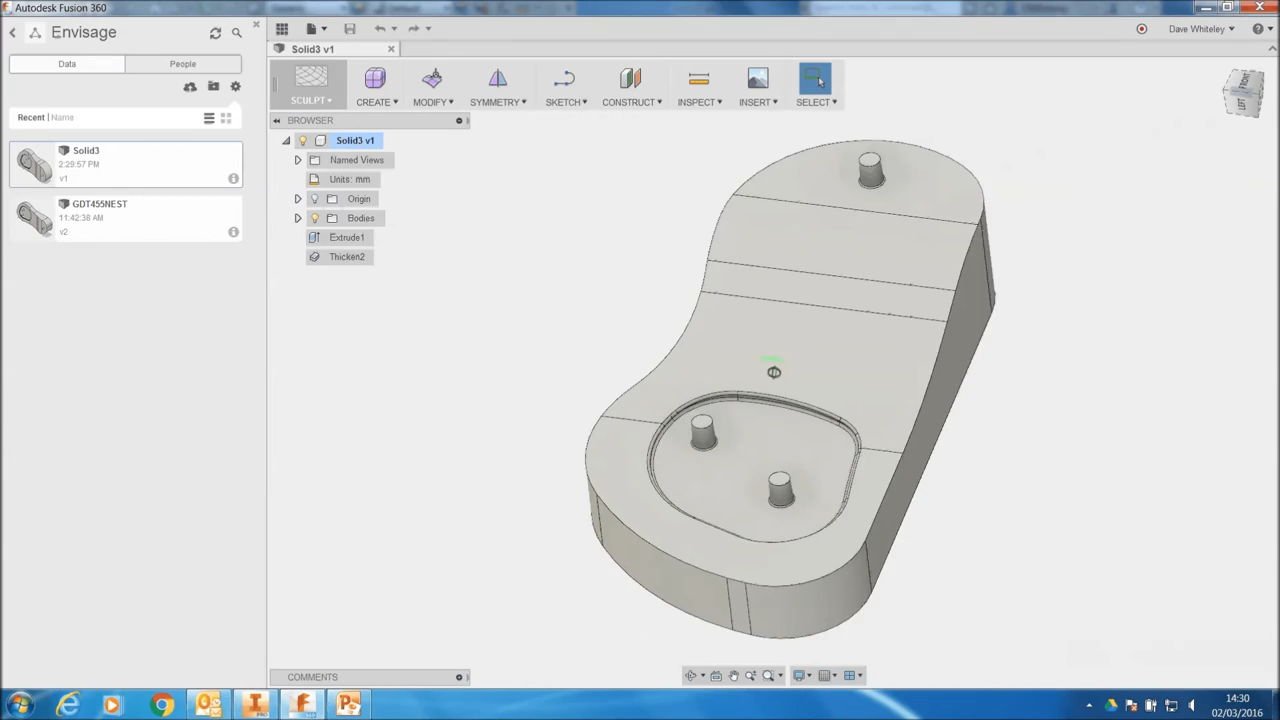 Autodesk Fusion 360
Envisage
Data
People
Recent | Name
Solid3
2:29:57 PM
v1
GDT455NEST
11:42:38 AM
v2
Dave Whiteley
Solid3 v1
SCULPT
CREATE
MODIFY
SYMMETRY
SKETCH
CONSTRUCT
INSPECT
INSERT
SELECT
BROWSER
Solid3 v1
Named Views
Units: mm
Origin
Bodies
Extrude1
Thicken2
COMMENTS
PRO
14:30
02/03/2016